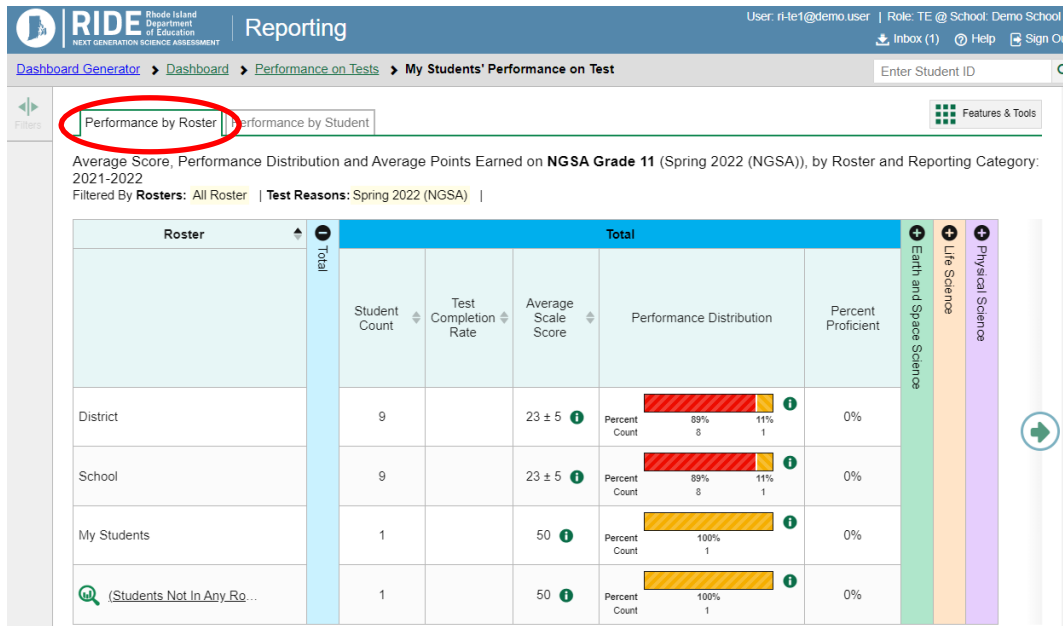 RIDE Rhode Island
Department
of Education
NEXT GENERATION SCIENCE ASSESSMENT
Reporting
User: ri-te1@demo.user | Role: TE @ School: Demo School
Inbox (1) Help Sign
Dashboard Generator Dashboard Performance on Tests My Students' Performance on Test
Enter Student ID
Filters
Performance by Roster Performance by Student
Features & Tools
Average Score, Performance Distribution and Average Points Earned on NGSA Grade 11 (Spring 2022 (NGSA)), by Roster and Reporting Category:
2021-2022
Filtered By Rosters: All Roster | Test Reasons: Spring 2022 (NGSA) |
Roster
Total
Total
Student
Count
Test
Completion
Rate
Average
Scale
Score
Performance Distribution
Percent
Proficient
Earth and Space Science
Life Science
Physical Science
District 9 23 ± 5 Percent 89% 11% 0%
Count 8 1
School 9 23 ± 5 Percent 89% 11% 0%
Count 8 1
My Students 1 50 Percent 100% 0%
Count 1
(Students Not In Any Ro... 1 50 Percent 100% 0%
Count 1